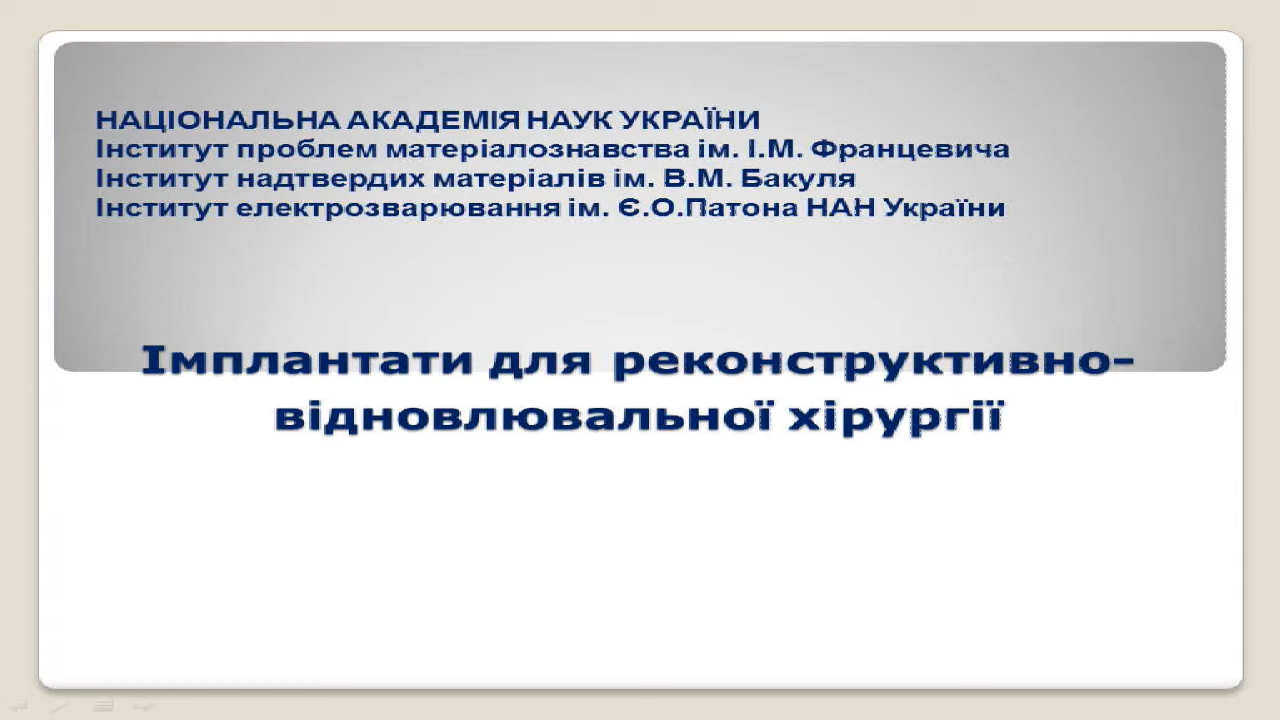 НАЦІОНАЛЬНА АКАДЕМІЯ НАУК УКРАЇНИ
Інститут проблем матеріалознавства ім. І.М. Францевича
Інститут надтвердих матеріалів ім. В.М. Бакуля
Інститут електрозварювання ім. Є.О.Патона НАН України
Імплантати для реконструктивно-
відновлювальної хірургії